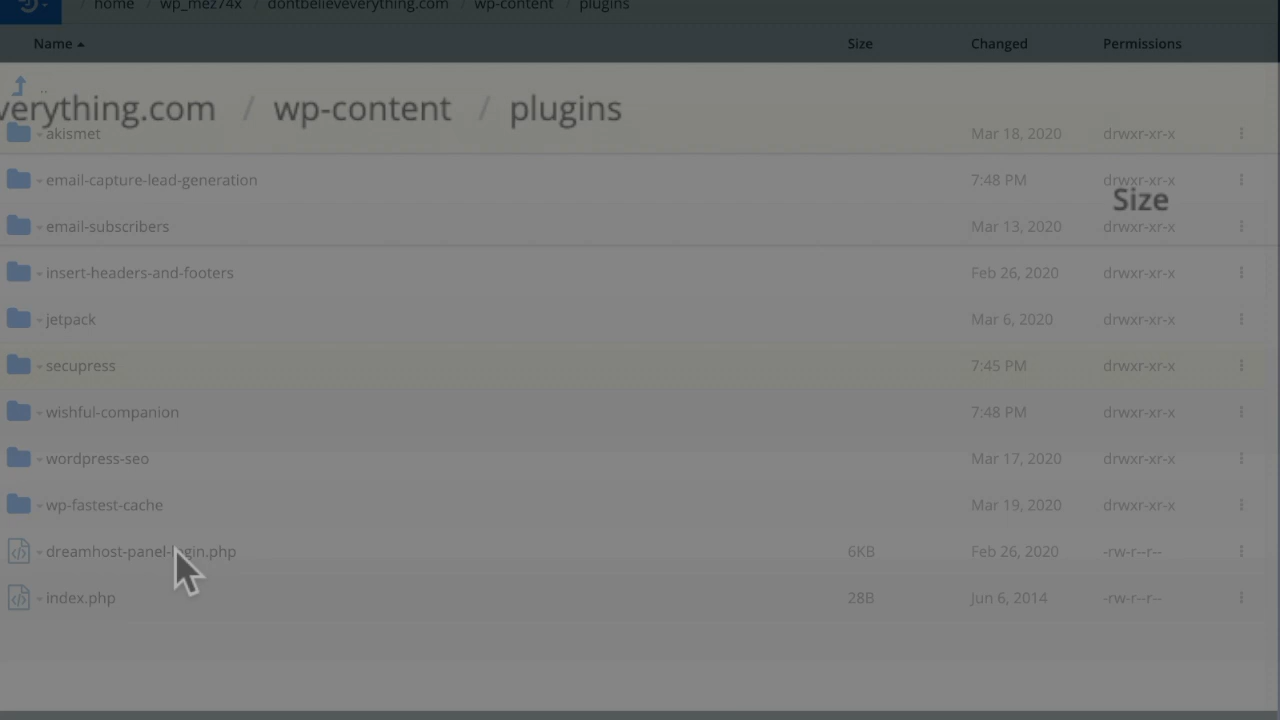 / home / wp_mez74x / dontbelieveeverything.com / wp-content / plugins
Name Size Changed Permissions
..
verything.com / wp-content / plugins
akismet Mar 18, 2020 drwxr-xr-x
email-capture-lead-generation 7:48 PM drwxr-xr-x
Size
email-subscribers Mar 13, 2020 drwxr-xr-x
insert-headers-and-footers Feb 26, 2020 drwxr-xr-x
jetpack Mar 6, 2020 drwxr-xr-x
secupress 7:45 PM drwxr-xr-x
wishful-companion 7:48 PM drwxr-xr-x
wordpress-seo Mar 17, 2020 drwxr-xr-x
wp-fastest-cache Mar 19, 2020 drwxr-xr-x
dreamhost-panel-login.php 6KB Feb 26, 2020 -rw-r--r--
index.php 28B Jun 6, 2014 -rw-r--r--